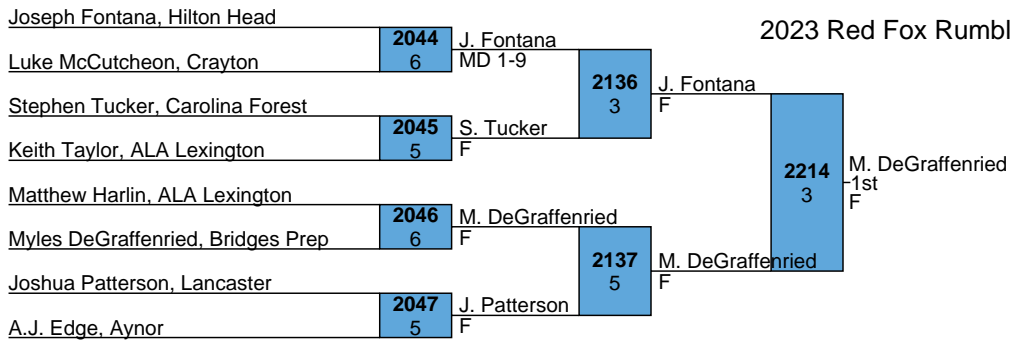 Joseph Fontana, Hilton Head
2023 Red Fox Rumbl
2044
6
J. Fontana
MD 1-9
Luke McCutcheon, Crayton
2136
3
J. Fontana
F
Stephen Tucker, Carolina Forest
2045
5
S. Tucker
F
Keith Taylor, ALA Lexington
2214
3
M. DeGraffenried
1st
F
Matthew Harlin, ALA Lexington
2046
6
M. DeGraffenried
F
Myles DeGraffenried, Bridges Prep
2137
5
M. DeGraffenried
F
Joshua Patterson, Lancaster
2047
5
J. Patterson
F
A.J. Edge, Aynor